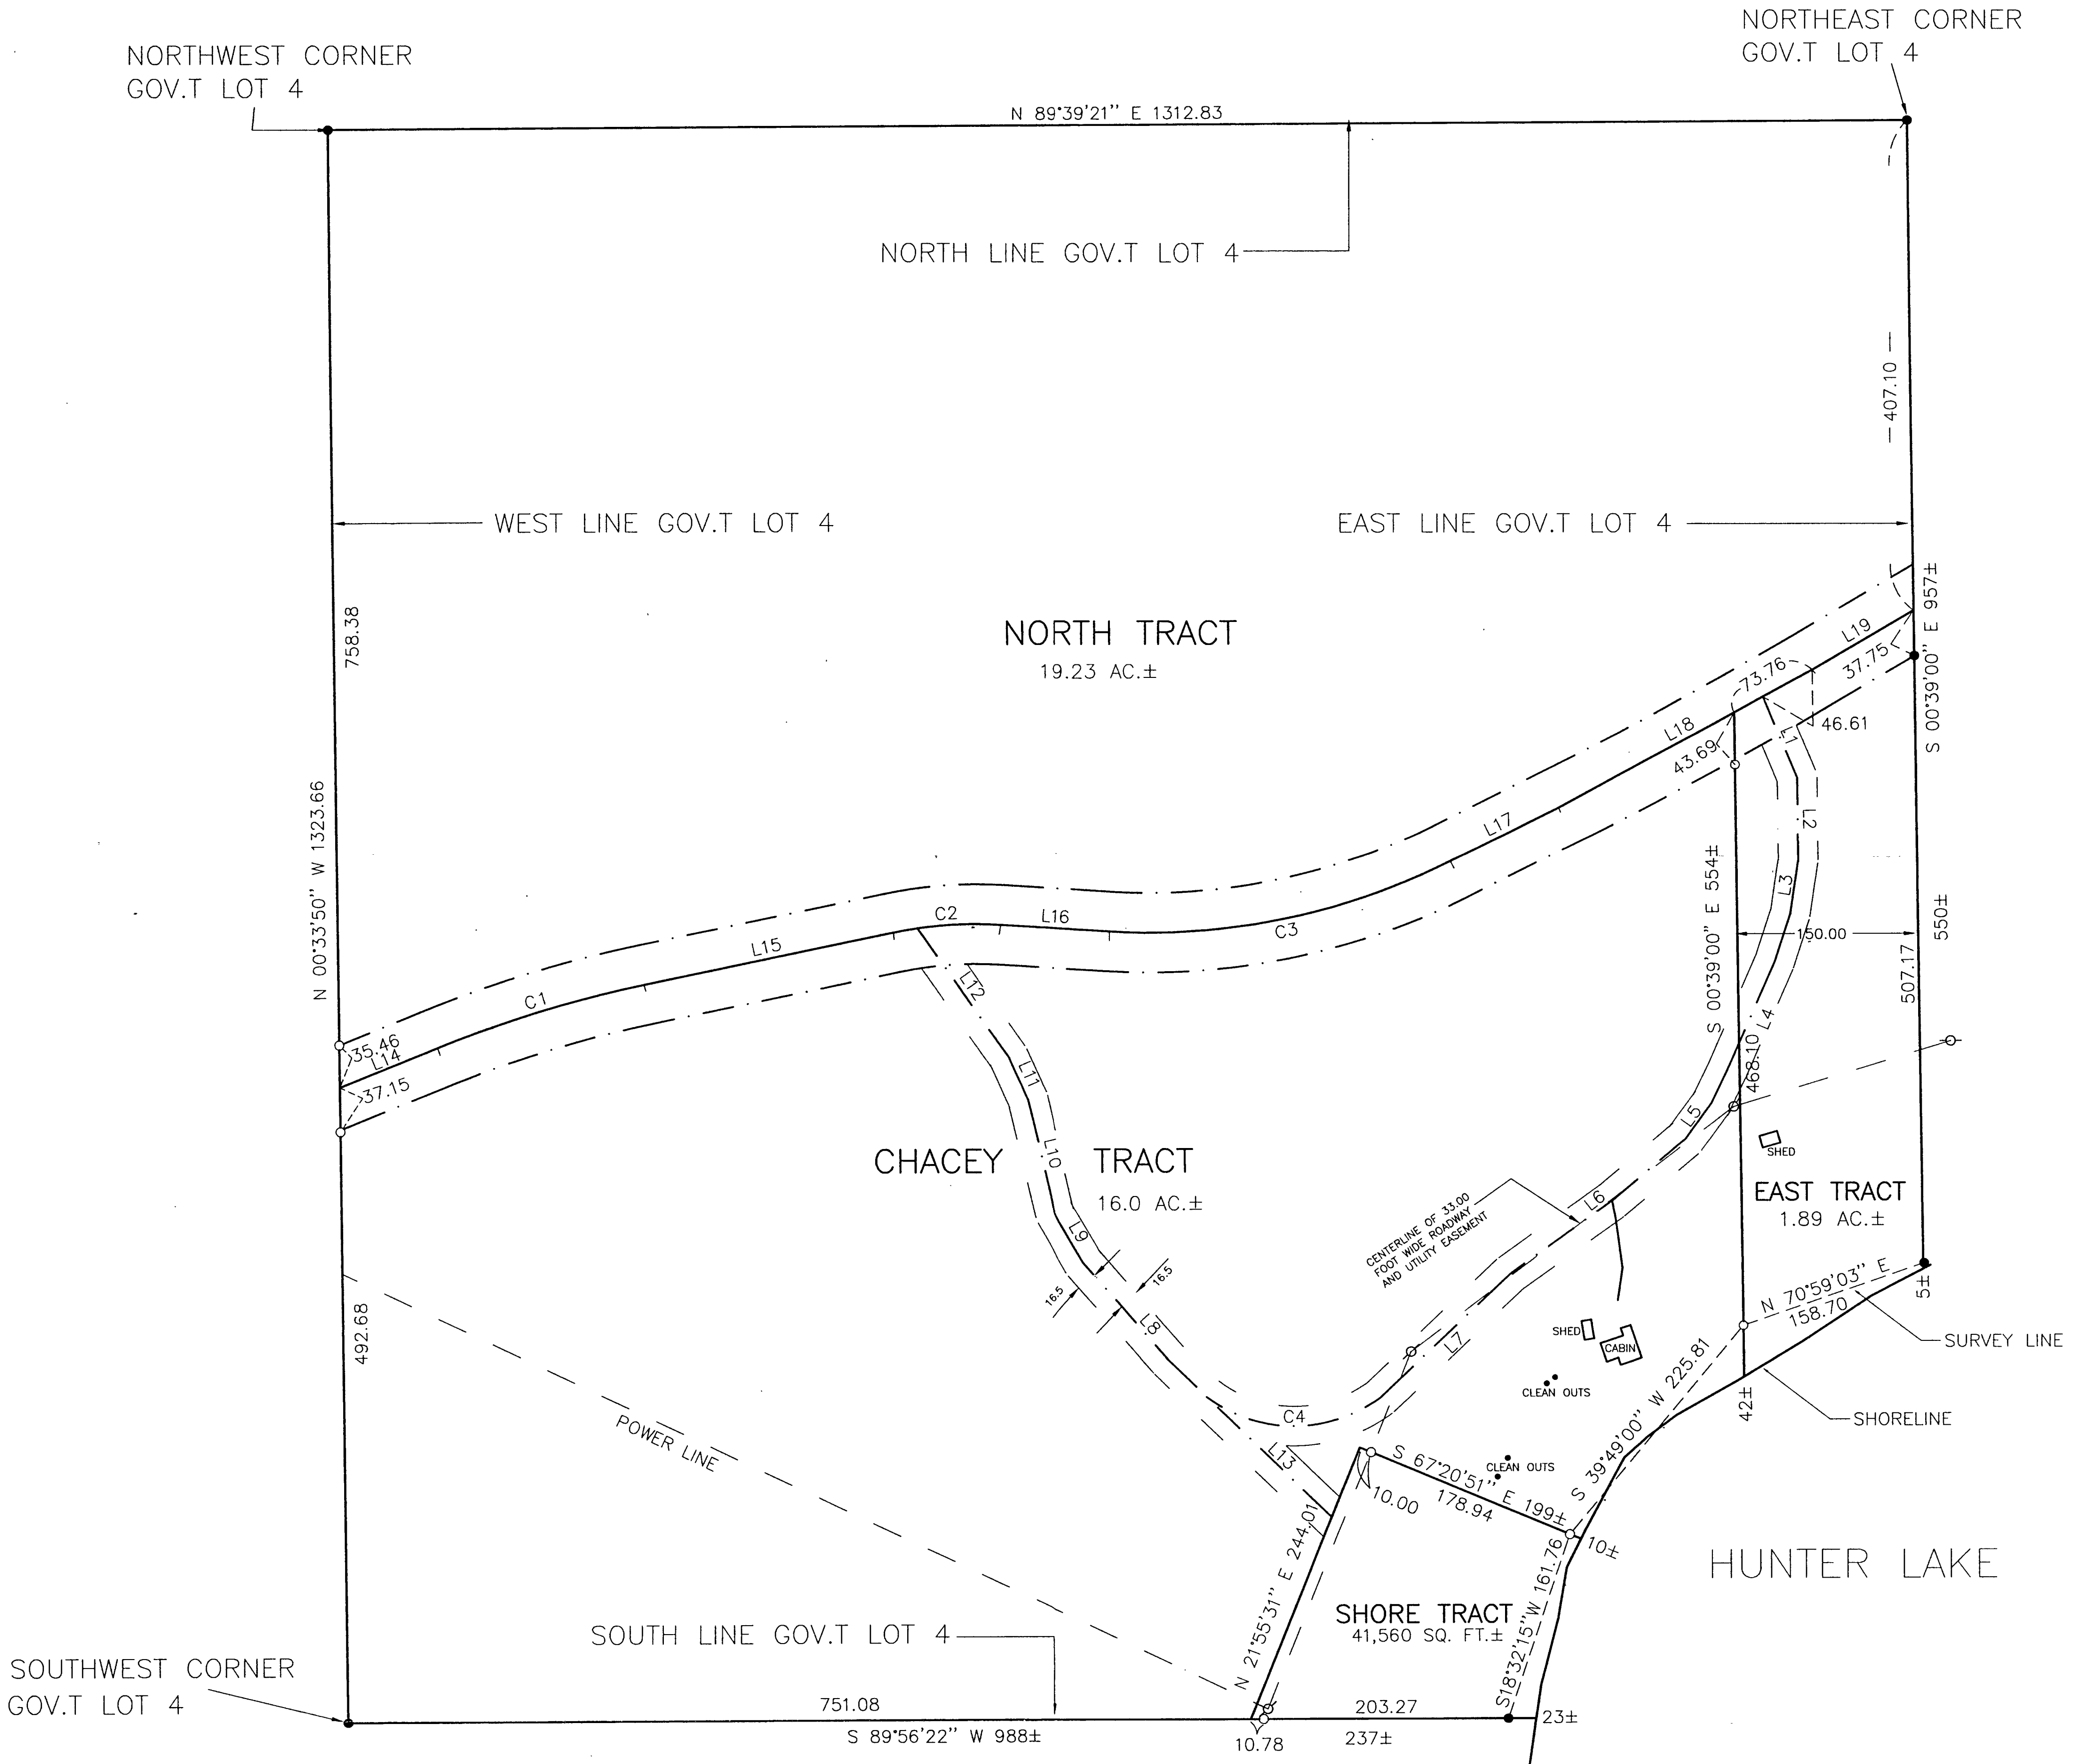 NORTHEAST CORNER
GOV.T LOT 4
NORTHWEST CORNER
GOV.T LOT 4
N 89°39'21" E 1312.83
NORTH LINE GOV.T LOT 4
407.10
WEST LINE GOV.T LOT 4
EAST LINE GOV.T LOT 4
S 00°39'00" E 957±
758.38
NORTH TRACT
19.23 AC.±
L19
37.75
73.76
46.61
L18
43.69
L1
L17
L2
N 00°33'50" W 1323.66
S 00°39'00" E 554±
L3
C2
L16
C3
L15
150.00
550±
507.17
L12
C1
L4
35.46
L14
468.10
37.15
L11
L5
SHED
L10
CHACEY TRACT
16.0 AC.±
EAST TRACT
1.89 AC.±
CENTERLINE OF 33.00
FOOT WIDE ROADWAY
AND UTILITY EASEMENT
L6
L9
16.5
16.5
N 70°59'03" E
158.70
5±
L8
L7
SHED
CABIN
SURVEY LINE
492.68
S 39°49'00" W 225.81
CLEAN OUTS
42±
SHORELINE
C4
POWER LINE
L13
S 67°20'51" E 199±
178.94
CLEAN OUTS
10.00
10±
N 21°55'31" E 244.01
S18°32'15"W 161.76
HUNTER LAKE
SHORE TRACT
41,560 SQ. FT.±
SOUTH LINE GOV.T LOT 4
SOUTHWEST CORNER
GOV.T LOT 4
751.08
S 89°56'22" W 988±
203.27
23±
10.78
237±